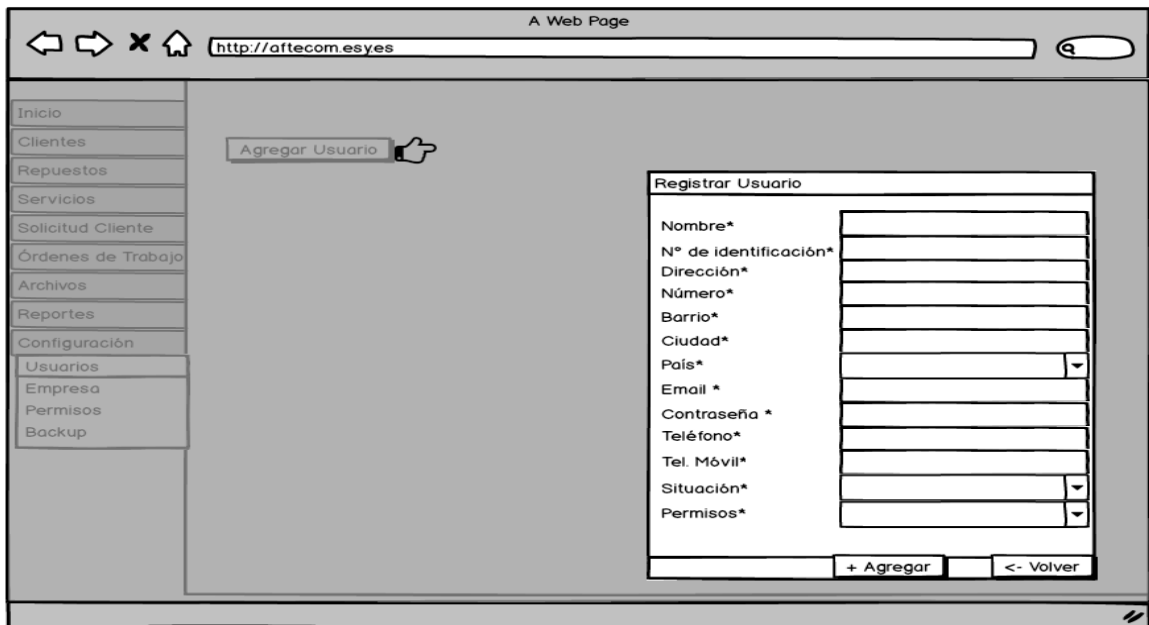 A Web Page
http://aftecom.esy.es
Inicio
Clientes
Repuestos
Servicios
Solicitud Cliente
Órdenes de Trabajo
Archivos
Reportes
Configuración
Usuarios
Empresa
Permisos
Backup
Agregar Usuario
Registrar Usuario
Nombre*
Nº de identificación*
Dirección*
Número*
Barrio*
Ciudad*
País*
Email *
Contraseña *
Teléfono*
Tel. Móvil*
Situación*
Permisos*
+ Agregar
<- Volver